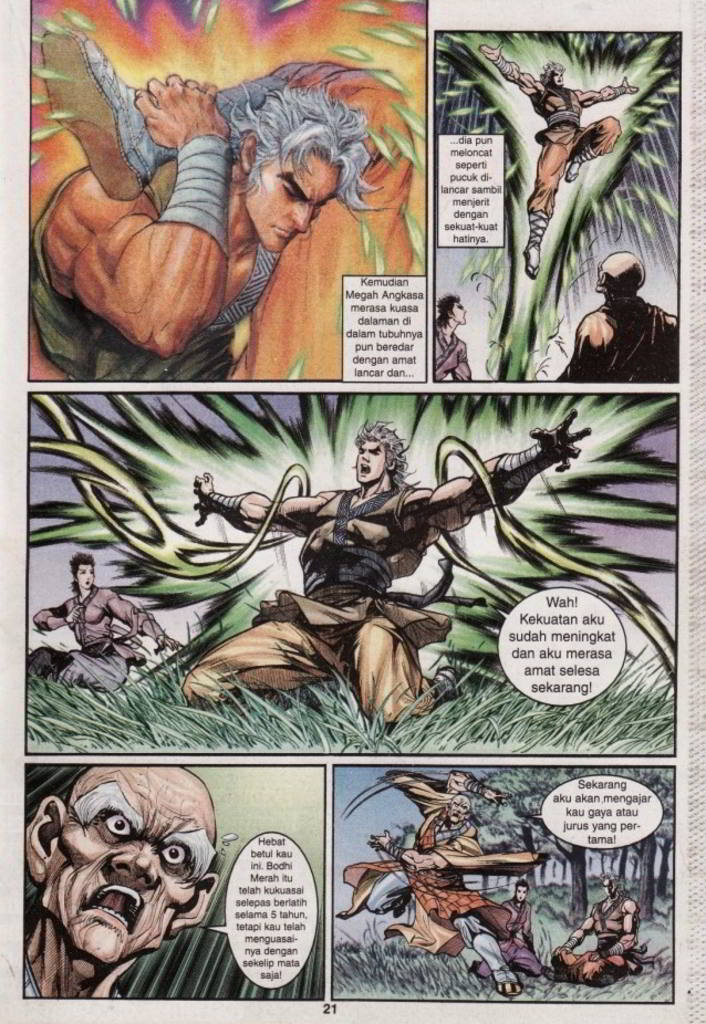 Kemudian
Megah Angkasa
merasa kuasa
dalaman di
dalam tubuhnya
pun beredar
dengan amat
lancar dan...
...dia pun
meloncat
seperti
pucuk di-
lancar sambil
menjerit
dengan
sekuat-kuat
hatinya.
Wah!
Kekuatan aku
sudah meningkat
dan aku merasa
amat selesa
sekarang!
Hebat
betul kau
ini. Bodhi
Merah itu
telah kukuasai
selepas berlatih
selama 5 tahun,
tetapi kau telah
menguasai-
nya dengan
sekelip mata
saja!
Sekarang
aku akan mengajar
kau gaya atau
jurus yang per-
tama!
21